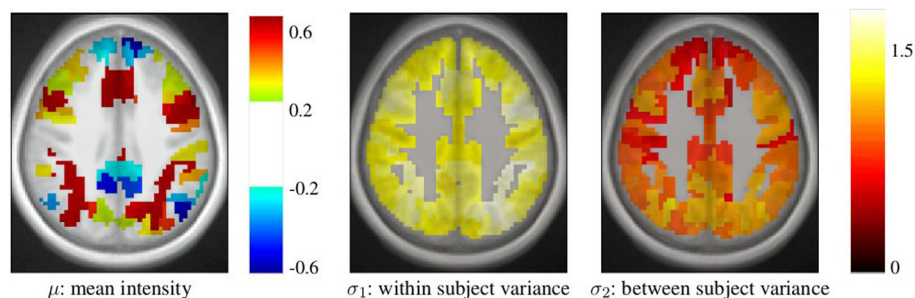 0.6
0.2
-0.2
-0.6
1.5
0
μ: mean intensity
σ₁: within subject variance
σ₂: between subject variance